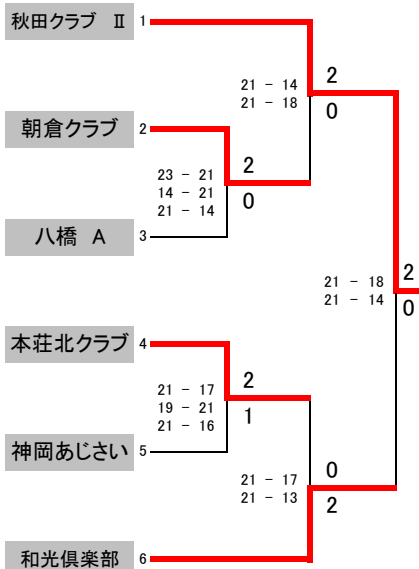 秋田クラブ Ⅱ 1
21 - 14
21 - 18
2
0
朝倉クラブ 2
23 - 21
14 - 21
21 - 14
2
0
八橋 A 3
21 - 18
21 - 14
2
0
本荘北クラブ 4
21 - 17
19 - 21
21 - 16
2
1
神岡あじさい 5
21 - 17
21 - 13
0
2
和光倶楽部 6